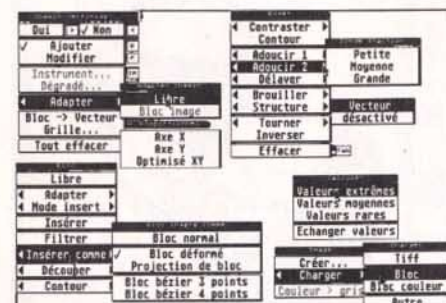 Oui √ Non
√ Ajouter
Modifier
Instrument...
Dégradé...
Adapter
Bloc -> Vecteur
Grille...
Tout effacer
Libre
Bloc image
Axe X
Axe Y
Optimisé XY
Contraster
Contour
Adoucir 1
Adoucir 2
Délaver
Brouiller
Structure
Tourner
Inverser
Effacer
Petite
Moyenne
Grande
Vecteur
désactivé
Libre
Adapter
Mode insert
Insérer
Filtrer
Insérer comme
Découper
Contour
Bloc normal
√ Bloc déformé
Projection de bloc
Bloc bézier 3 points
Bloc bézier 4 points
Valeurs extrêmes
Valeurs moyennes
Valeurs rares
Echanger valeurs
Créer...
Charger
Couleur > gris
Tiff
Bloc
Bloc couleur
Autre